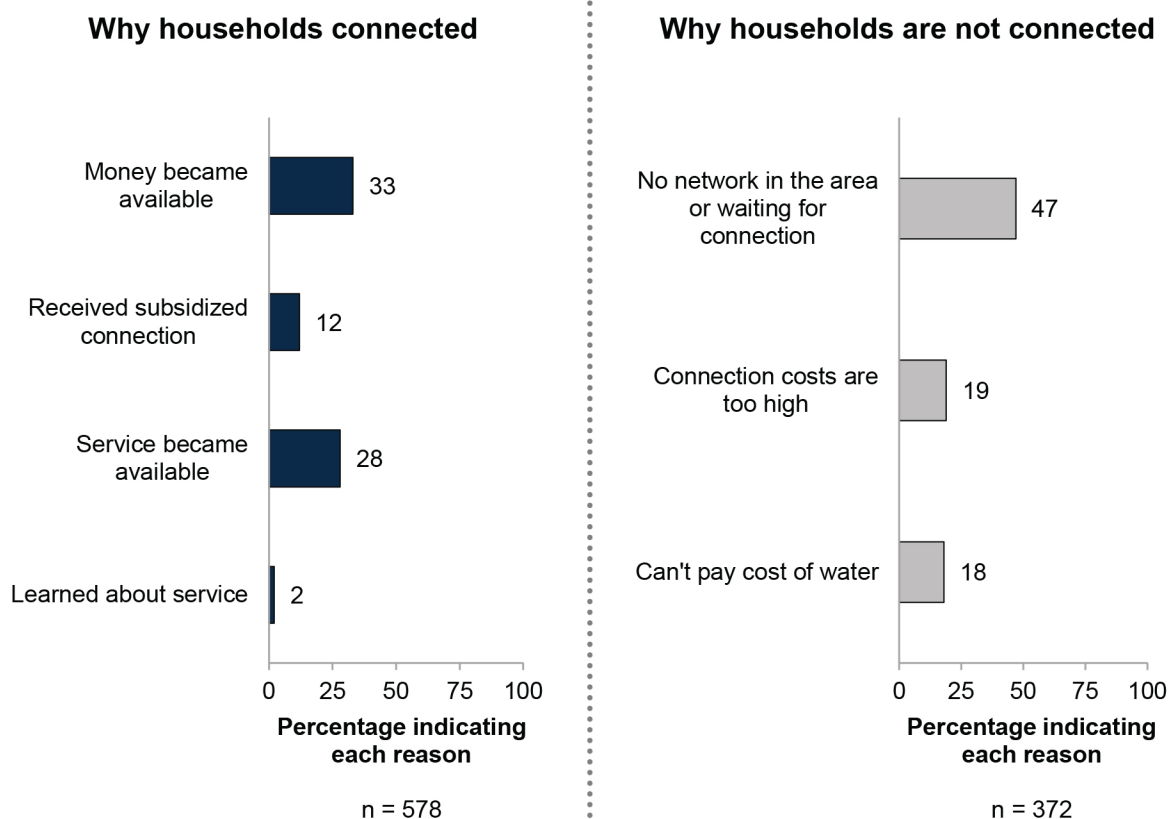 Why households connected
Money became
available
33
Received subsidized
connection
12
Service became
available
28
Learned about service
2
0 25 50 75 100
Percentage indicating
each reason
n = 578
Why households are not connected
No network in the area
or waiting for
connection
47
Connection costs are
too high
19
Can't pay cost of water
18
0 25 50 75 100
Percentage indicating
each reason
n = 372